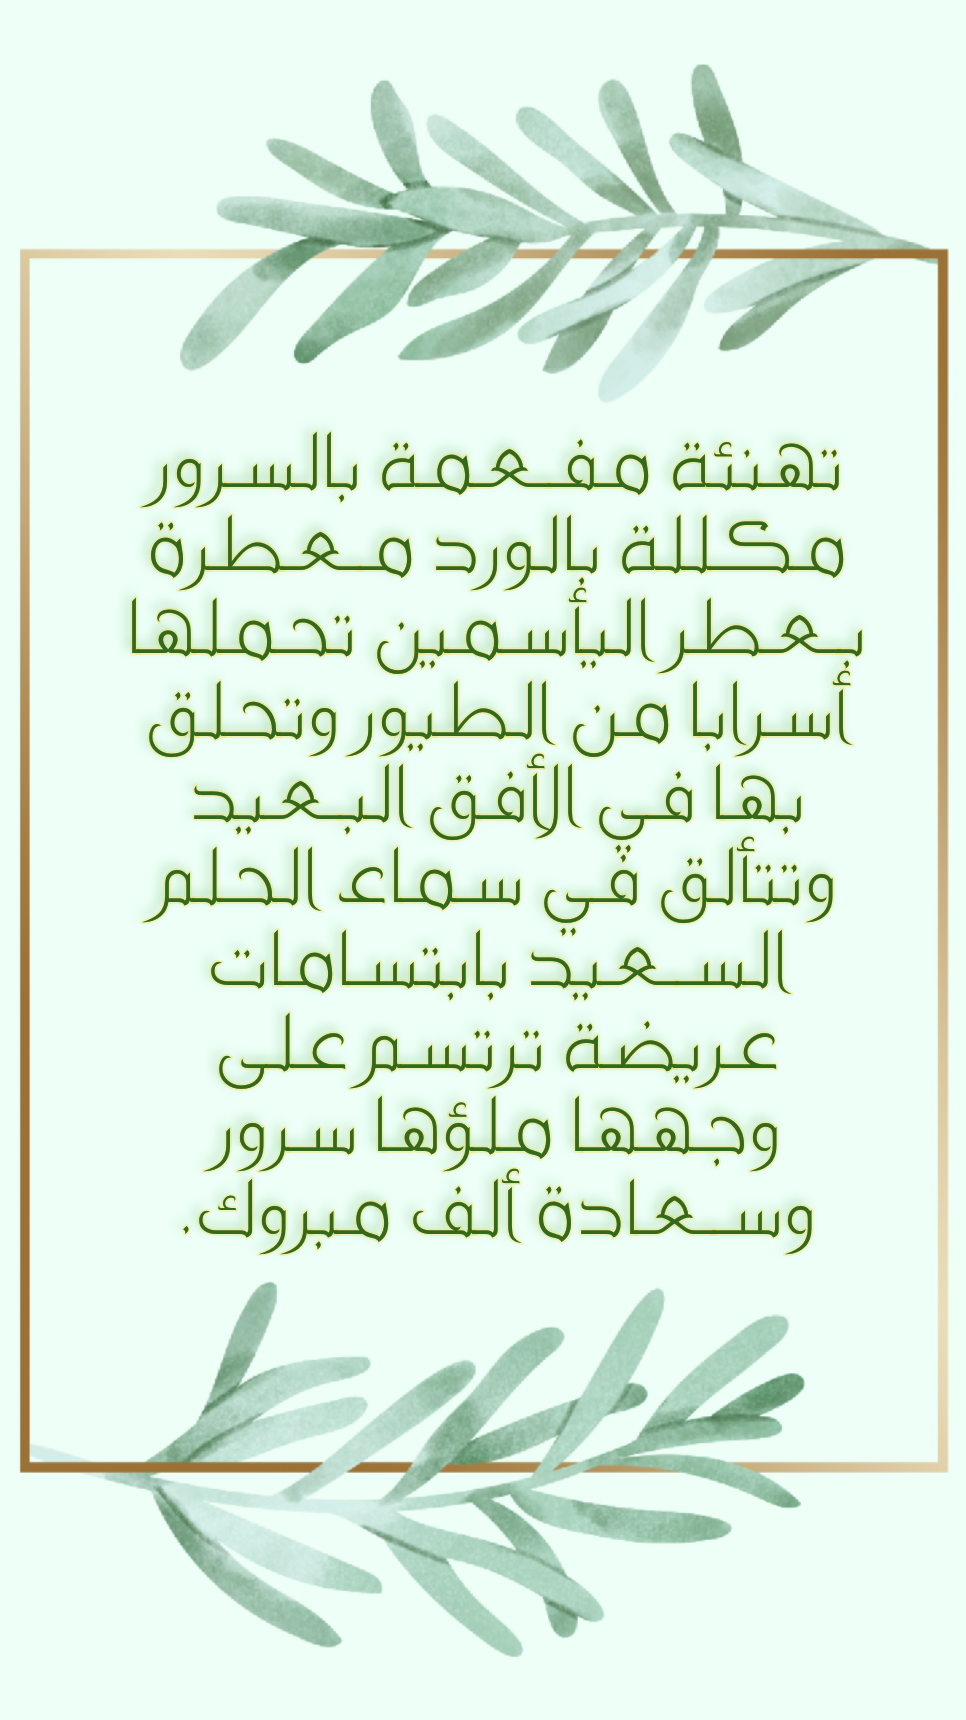 تهنئة مفعمة بالسرور
مكللة بالورد معطرة
بعطر اليأسمين تحملها
أسرابا من الطيور وتحلق
بها في الأفق البعيد
وتتألق في سماء الحلم
السعيد بابتسامات
عريضة ترتسم على
وجهها ملؤها سرور
وسعادة ألف مبروك.